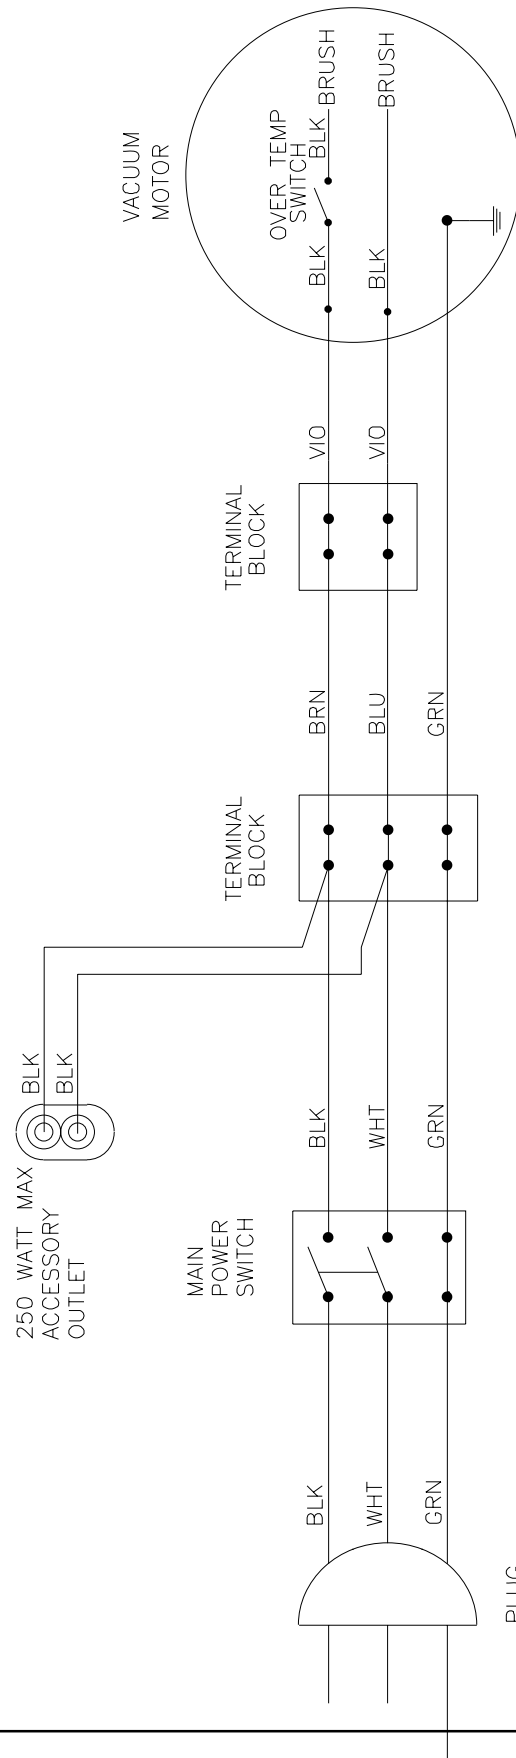 250 WATT MAX
ACCESSORY
OUTLET
BLK
BLK
VACUUM
MOTOR
MAIN
POWER
SWITCH
TERMINAL
BLOCK
TERMINAL
BLOCK
OVER TEMP
SWITCH
BLK
BLK
BRN
VIO
BLK
BLK
BRUSH
WHT
WHT
BLU
VIO
BLK
BRUSH
GRN
GRN
GRN
PLUG